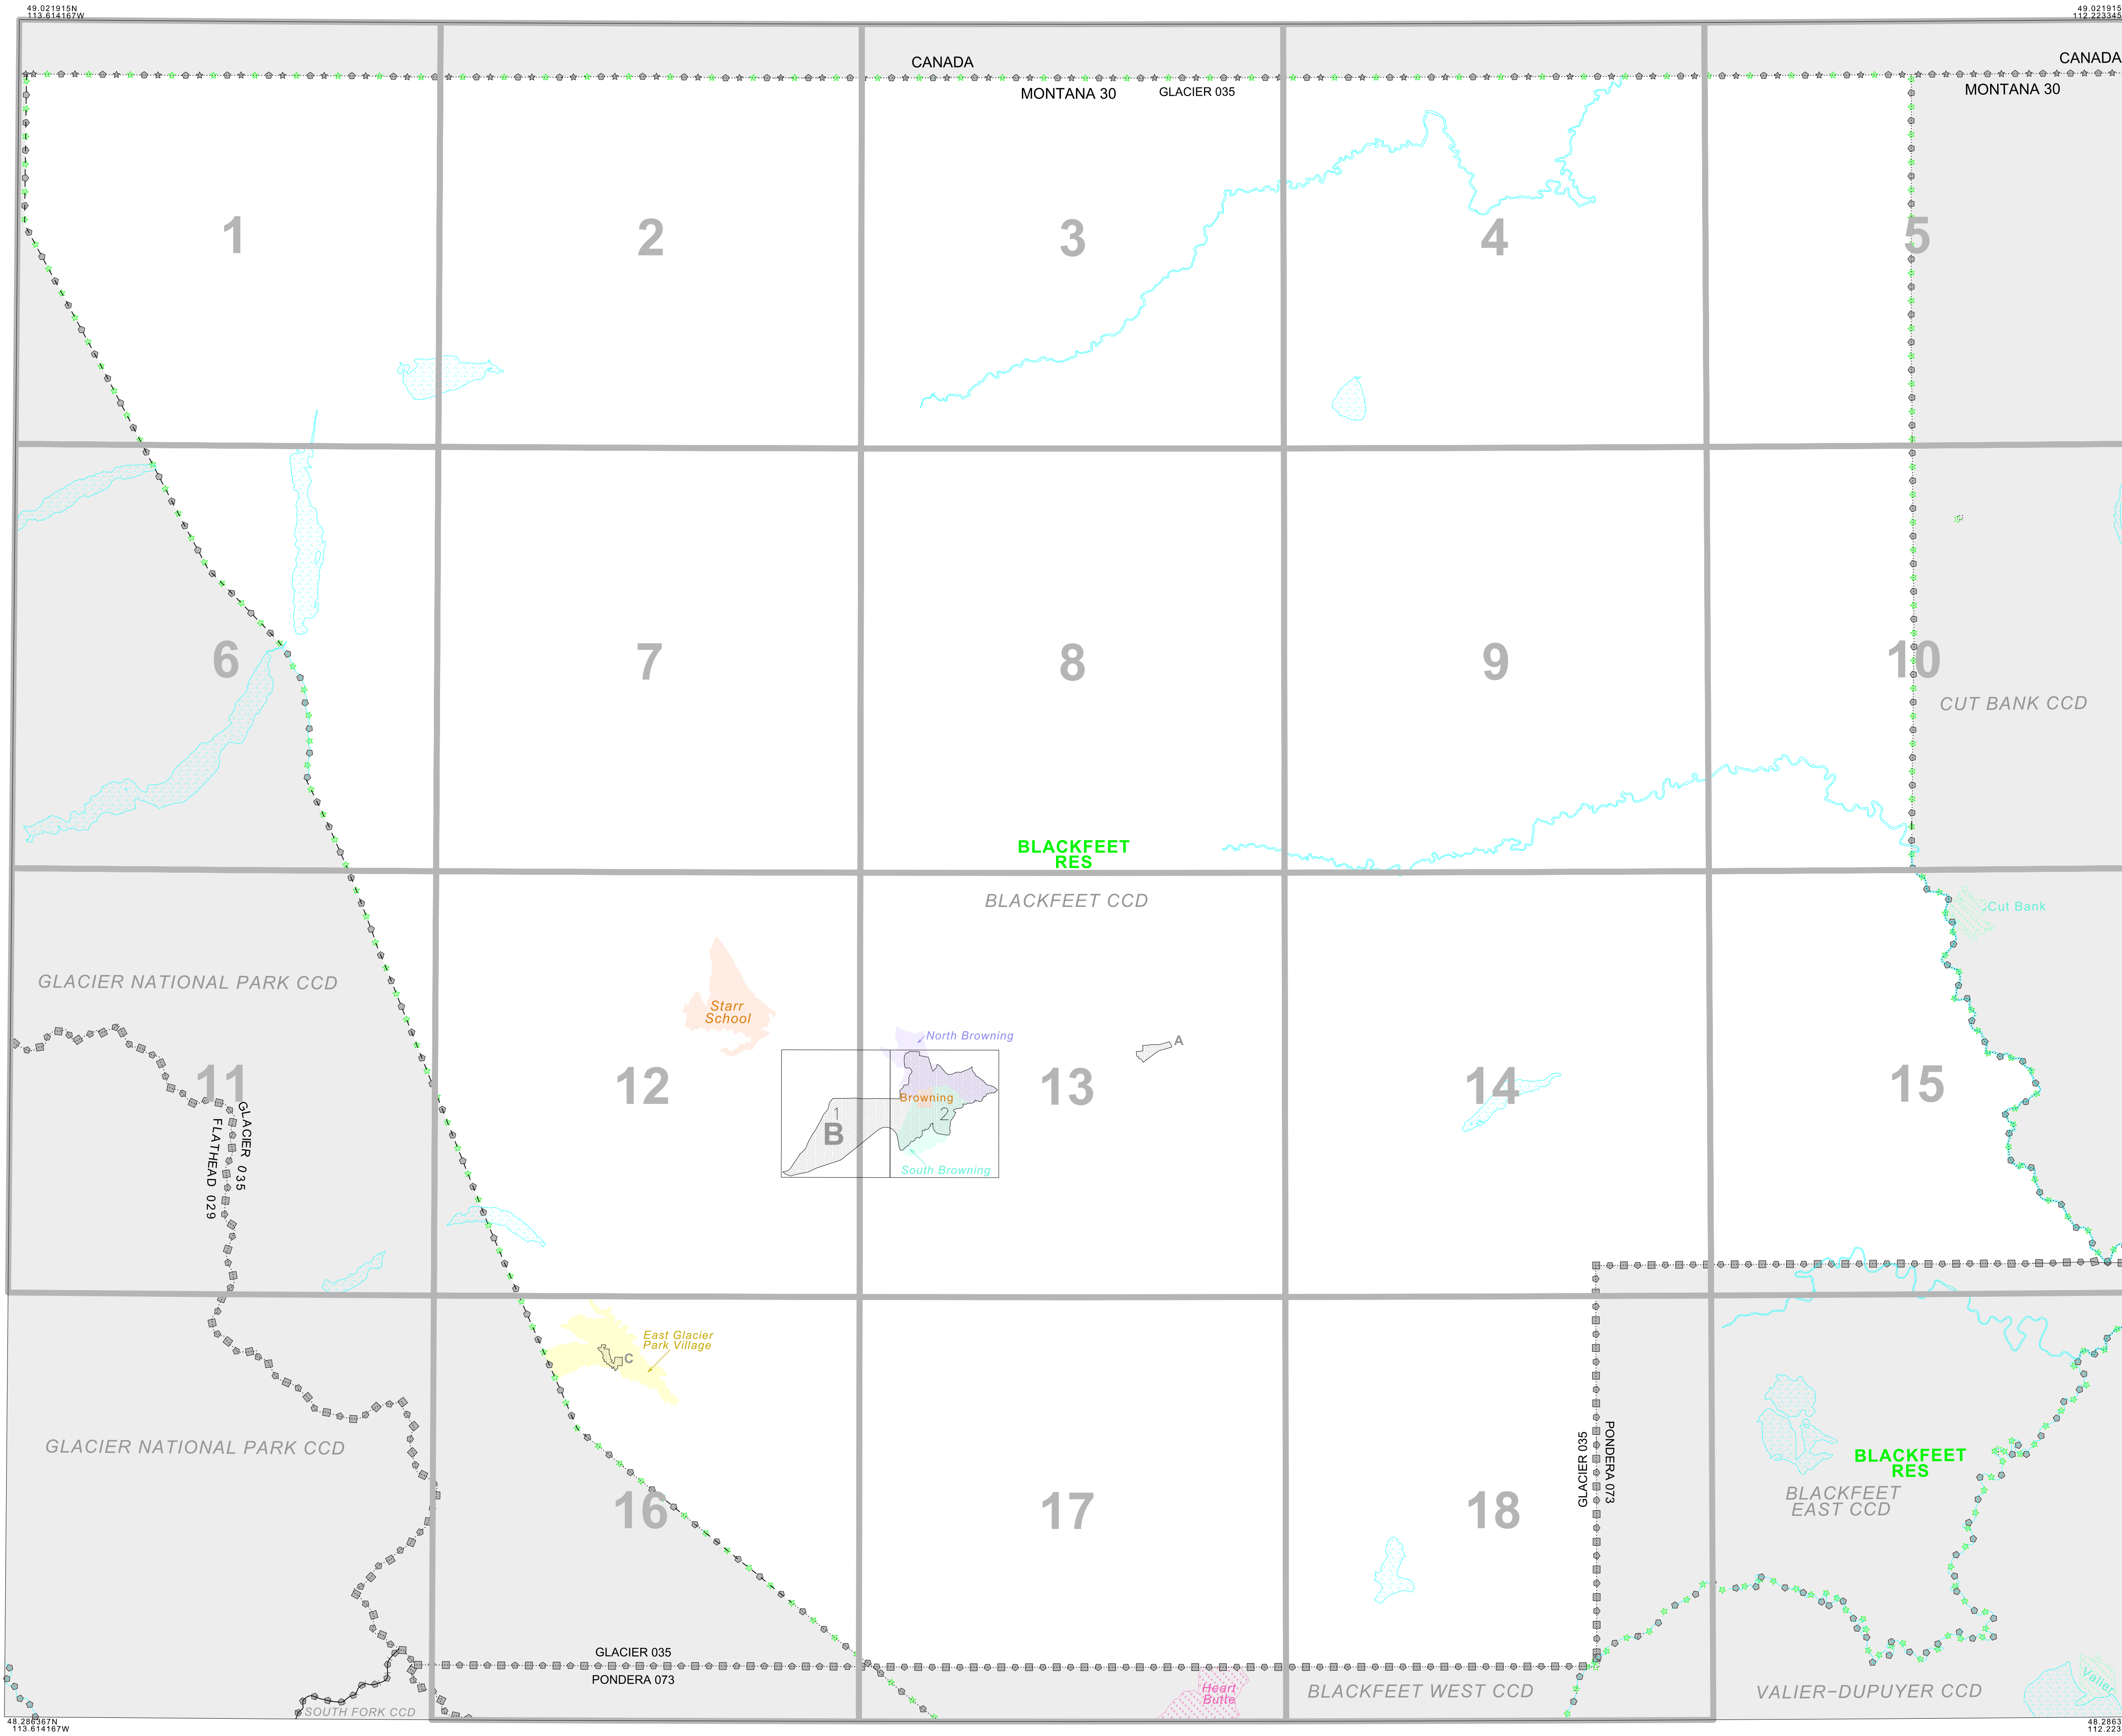 49.021915N
113.614167W
49.021915
112.223345
CANADA
CANADA
MONTANA 30
GLACIER 035
MONTANA 30
1
2
3
4
5
6
7
8
9
10
CUT BANK CCD
BLACKFEET
RES
BLACKFEET CCD
Cut Bank
GLACIER NATIONAL PARK CCD
Starr
School
North Browning
A
11
12
13
14
15
Browning
1
2
B
GLACIER 035
FLATHEAD 029
South Browning
East Glacier
Park Village
C
GLACIER NATIONAL PARK CCD
GLACIER 035
PONDERA 073
BLACKFEET
RES
BLACKFEET
EAST CCD
16
17
18
GLACIER 035
PONDERA 073
Heart
Butte
BLACKFEET WEST CCD
VALIER-DUPUYER CCD
Valier
SOUTH FORK CCD
48.286367N
113.614167W
48.2863
112.223